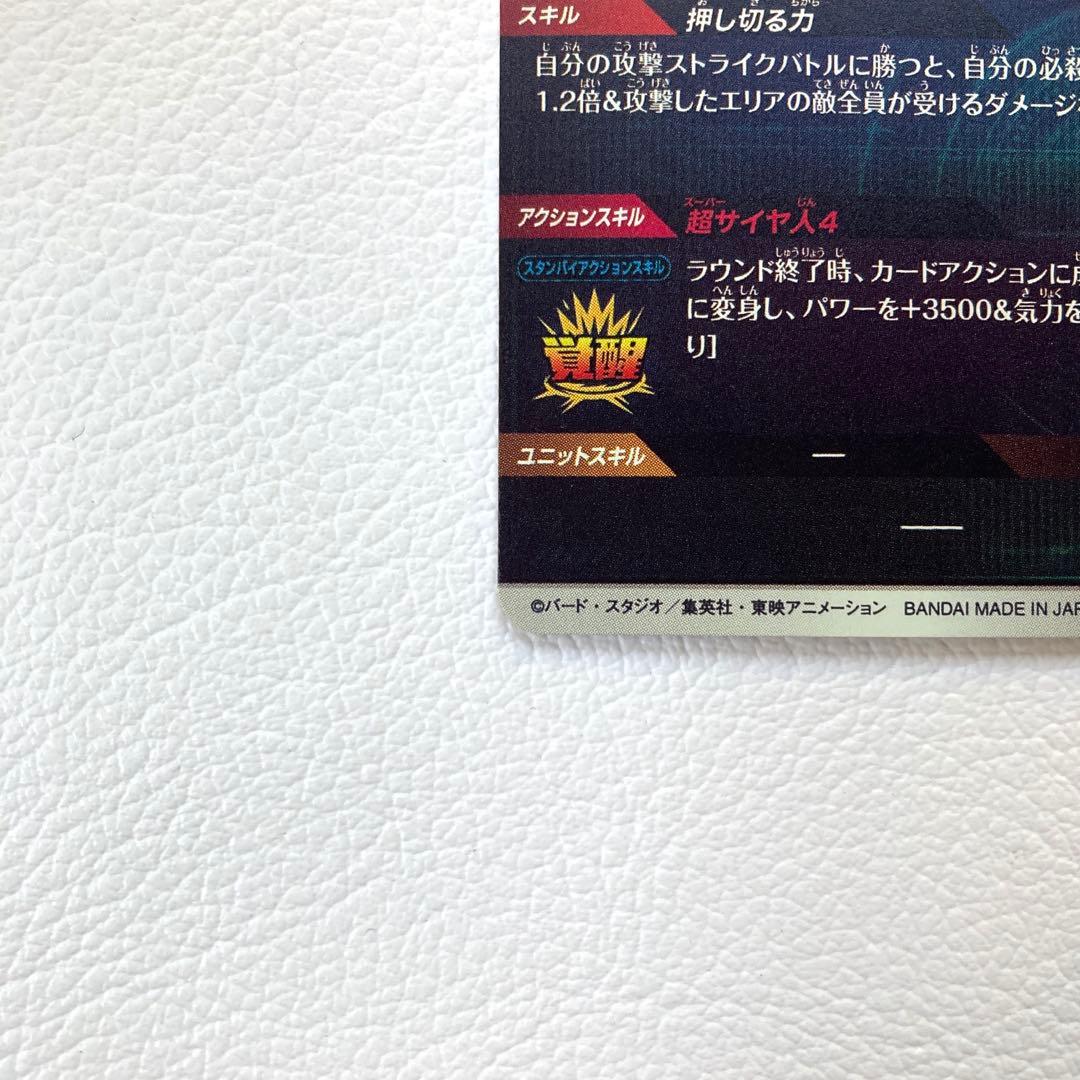 スキル 押し切る力
自分の攻撃ストライクバトルに勝つと、自分の必殺
1.2倍&攻撃したエリアの敵全員が受けるダメージ
アクションスキル 超サイヤ人4
スタンバイアクションスキル
ラウンド終了時、カードアクションに
に変身し、パワーを+3500&気力を
り]
覚醒
ユニットスキル —
—
©バード・スタジオ／集英社・東映アニメーション BANDAI MADE IN JAP